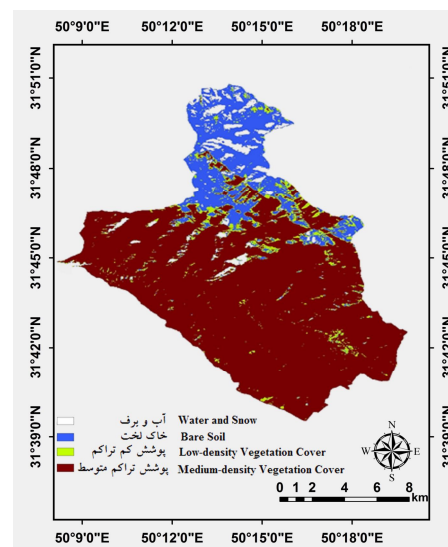 50°9'0"E 50°12'0"E 50°15'0"E 50°18'0"E
31°51'0"N 31°51'0"N
31°48'0"N 31°48'0"N
31°45'0"N 31°45'0"N
31°42'0"N 31°42'0"N
31°39'0"N 31°39'0"N
آب و برف Water and Snow
خاک لخت Bare Soil
پوشش کم تراکم Low-density Vegetation Cover
پوشش تراکم متوسط Medium-density Vegetation Cover
N
W E
S
0 1 2 4 6 8
km
50°9'0"E 50°12'0"E 50°15'0"E 50°18'0"E